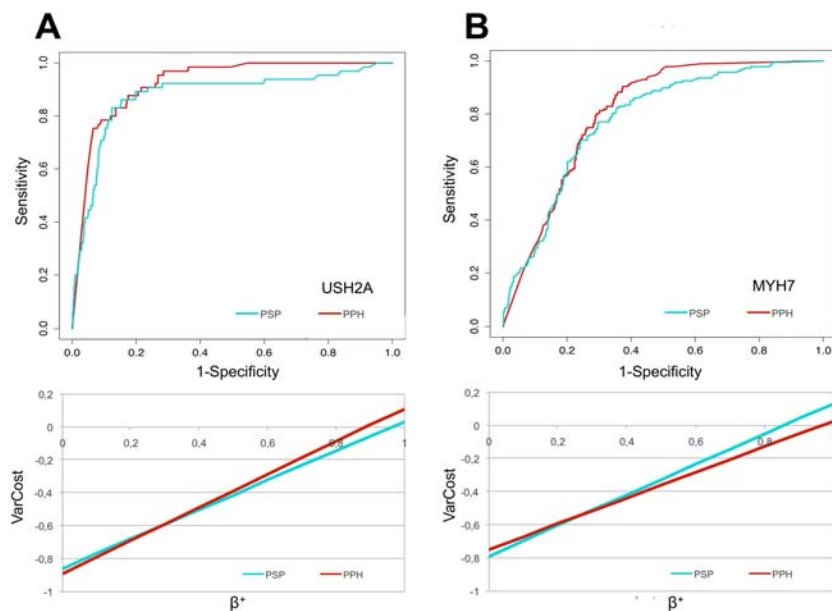 A
1.0
0.8
0.6
0.4
0.2
0.0
Sensitivity
USH2A
PSP PPH
0.0 0.2 0.4 0.6 0.8 1.0
1-Specificity
B
1.0
0.8
0.6
0.4
0.2
0.0
Sensitivity
MYH7
PSP PPH
0.0 0.2 0.4 0.6 0.8 1.0
1-Specificity
0,2
0
-0,2
-0,4
-0,6
-0,8
-1
VarCost
0 0,2 0,4 0,6 0,8 1
PSP PPH
β+
0,2
0
-0,2
-0,4
-0,6
-0,8
-1
VarCost
0 0,2 0,4 0,6 0,8
PSP PPH
β+